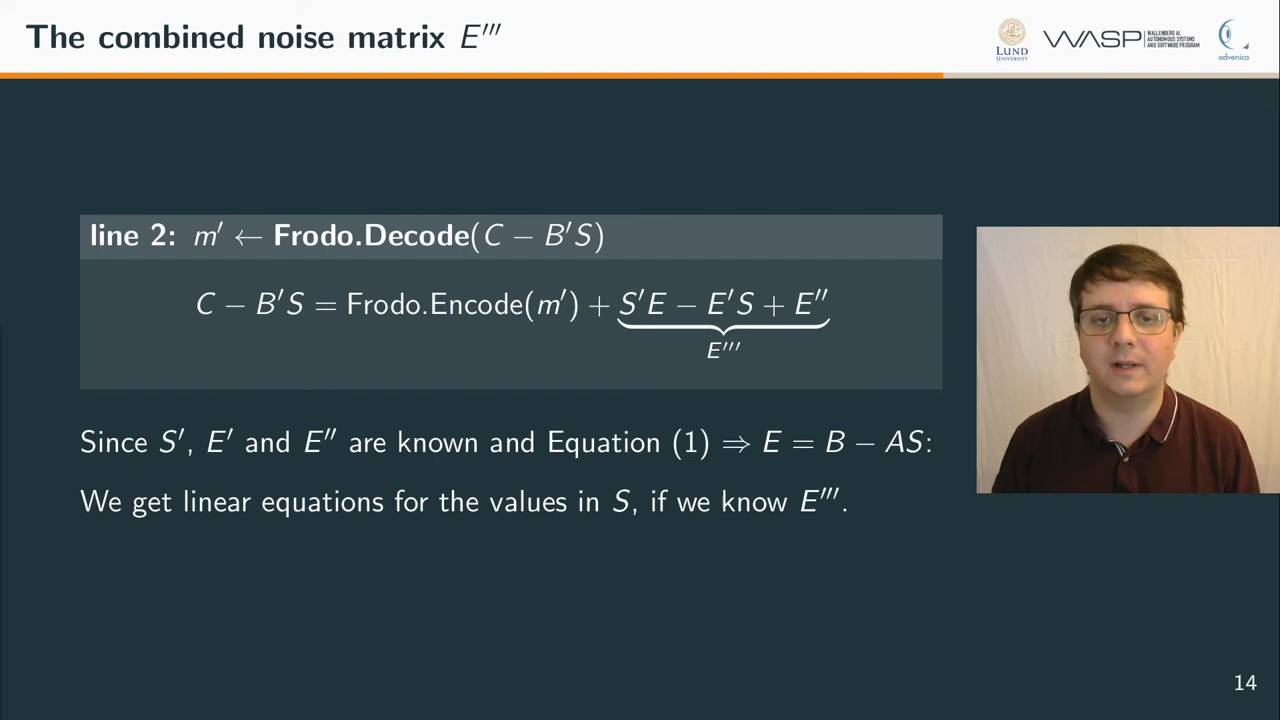 The combined noise matrix E‴
LUND
UNIVERSITY
WASP
WALLENBERG AI,
AUTONOMOUS SYSTEMS
AND SOFTWARE PROGRAM
advenica
line 2: m′ ← Frodo.Decode(C − B′S)
C − B′S = Frodo.Encode(m′) + S′E − E′S + E″
E‴
Since S′, E′ and E″ are known and Equation (1) ⇒ E = B − AS:
We get linear equations for the values in S, if we know E‴.
14